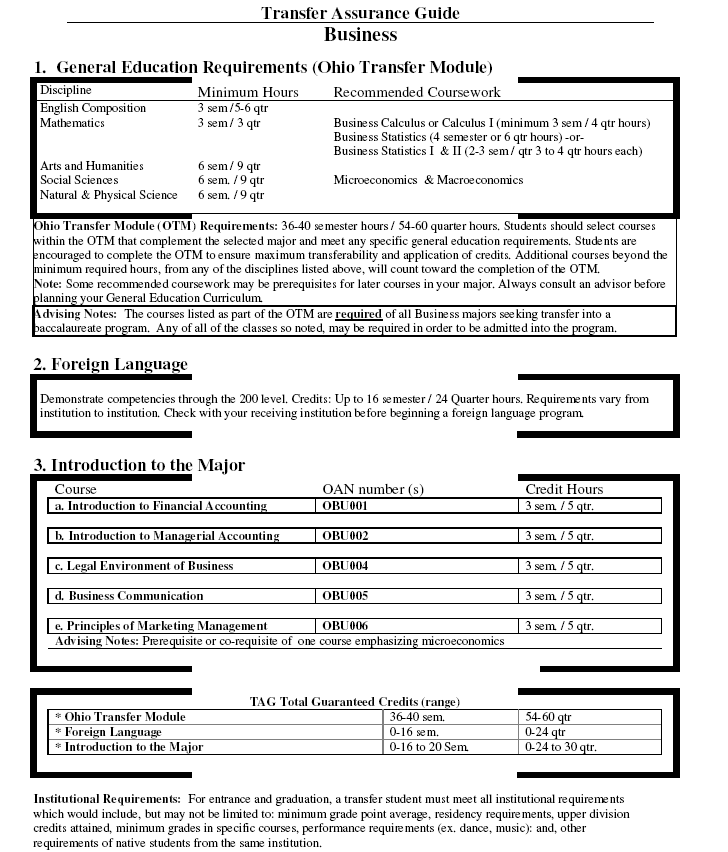 Transfer Assurance Guide
Business
1. General Education Requirements (Ohio Transfer Module)
Discipline Minimum Hours Recommended Coursework
English Composition 3 sem /5-6 qtr
Mathematics 3 sem / 3 qtr Business Calculus or Calculus I (minimum 3 sem / 4 qtr hours)
Business Statistics (4 semester or 6 qtr hours) -or-
Business Statistics I & II (2-3 sem / qtr 3 to 4 qtr hours each)
Arts and Humanities 6 sem / 9 qtr
Social Sciences 6 sem. / 9 qtr Microeconomics & Macroeconomics
Natural & Physical Science 6 sem. / 9 qtr
Ohio Transfer Module (OTM) Requirements: 36-40 semester hours / 54-60 quarter hours. Students should select courses
within the OTM that complement the selected major and meet any specific general education requirements. Students are
encouraged to complete the OTM to ensure maximum transferability and application of credits. Additional courses beyond the
minimum required hours, from any of the disciplines listed above, will count toward the completion of the OTM.
Note: Some recommended coursework may be prerequisites for later courses in your major. Always consult an advisor before
planning your General Education Curriculum.
Advising Notes: The courses listed as part of the OTM are required of all Business majors seeking transfer into a
baccalaureate program. Any of all of the classes so noted, may be required in order to be admitted into the program.
2. Foreign Language
Demonstrate competencies through the 200 level. Credits: Up to 16 semester / 24 Quarter hours. Requirements vary from
institution to institution. Check with your receiving institution before beginning a foreign language program.
3. Introduction to the Major
Course OAN number (s) Credit Hours
a. Introduction to Financial Accounting OBU001 3 sem. / 5 qtr.
b. Introduction to Managerial Accounting OBU002 3 sem. / 5 qtr.
c. Legal Environment of Business OBU004 3 sem. / 5 qtr.
d. Business Communication OBU005 3 sem. / 5 qtr.
e. Principles of Marketing Management OBU006 3 sem. / 5 qtr.
Advising Notes: Prerequisite or co-requisite of one course emphasizing microeconomics
TAG Total Guaranteed Credits (range)
* Ohio Transfer Module 36-40 sem. 54-60 qtr
* Foreign Language 0-16 sem. 0-24 qtr
* Introduction to the Major 0-16 to 20 Sem. 0-24 to 30 qtr.
Institutional Requirements: For entrance and graduation, a transfer student must meet all institutional requirements
which would include, but may not be limited to: minimum grade point average, residency requirements, upper division
credits attained, minimum grades in specific courses, performance requirements (ex. dance, music): and, other
requirements of native students from the same institution.